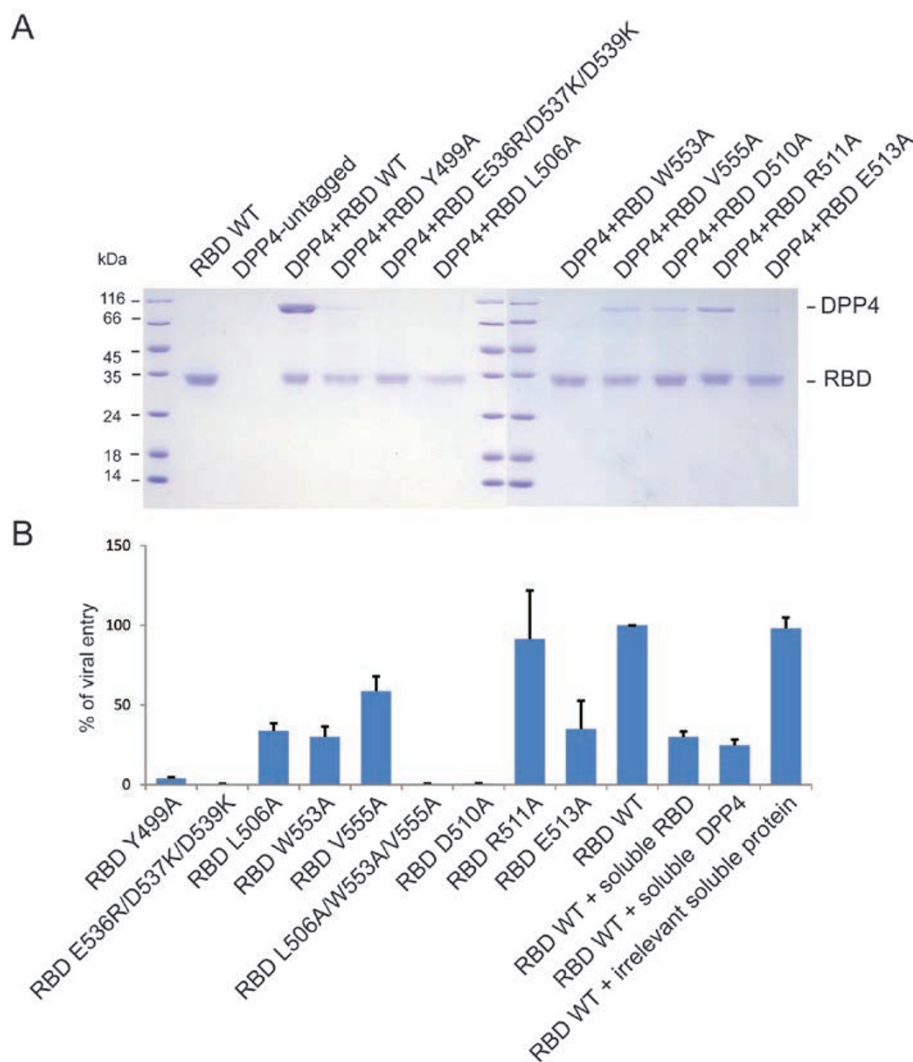 A
RBD WT
DPP4-untagged
DPP4+RBD WT
DPP4+RBD Y499A
DPP4+RBD E536R/D537K/D539K
DPP4+RBD L506A
DPP4+RBD W553A
DPP4+RBD V555A
DPP4+RBD D510A
DPP4+RBD R511A
DPP4+RBD E513A
kDa
116
66
45
35
24
18
14
DPP4
RBD
B
% of viral entry
150
100
50
0
RBD Y499A
RBD E536R/D537K/D539K
RBD L506A
RBD W553A
RBD V555A
RBD L506A/W553A/V555A
RBD D510A
RBD R511A
RBD E513A
RBD WT
RBD WT + soluble RBD
RBD WT + soluble DPP4
RBD WT + irrelevant soluble protein